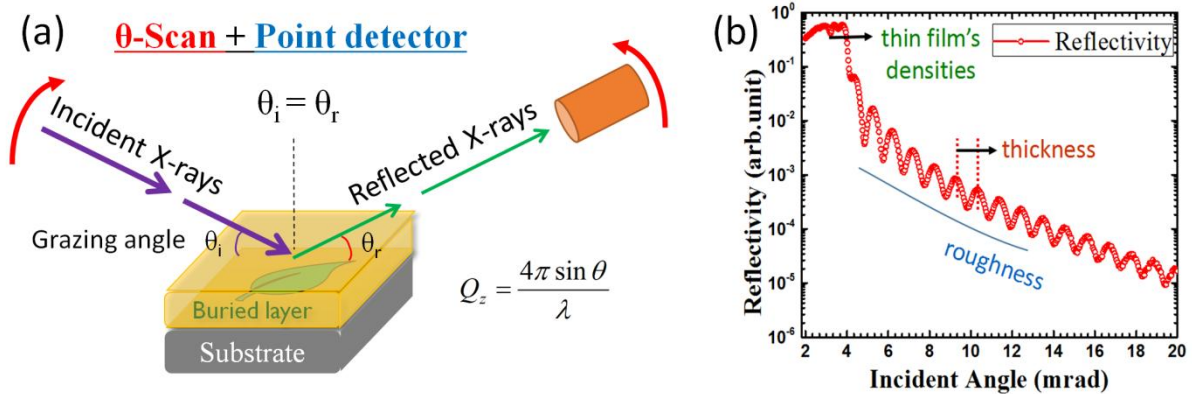 (a)
θ-Scan + Point detector
θi = θr
Incident X-rays
Reflected X-rays
Grazing angle
θi
θr
Buried layer
Substrate
Qz = 4π sin θ / λ
(b)
Reflectivity
thin film's
densities
thickness
roughness
Reflectivity (arb.unit)
10^0
10^-1
10^-2
10^-3
10^-4
10^-5
10^-6
2 4 6 8 10 12 14 16 18 20
Incident Angle (mrad)